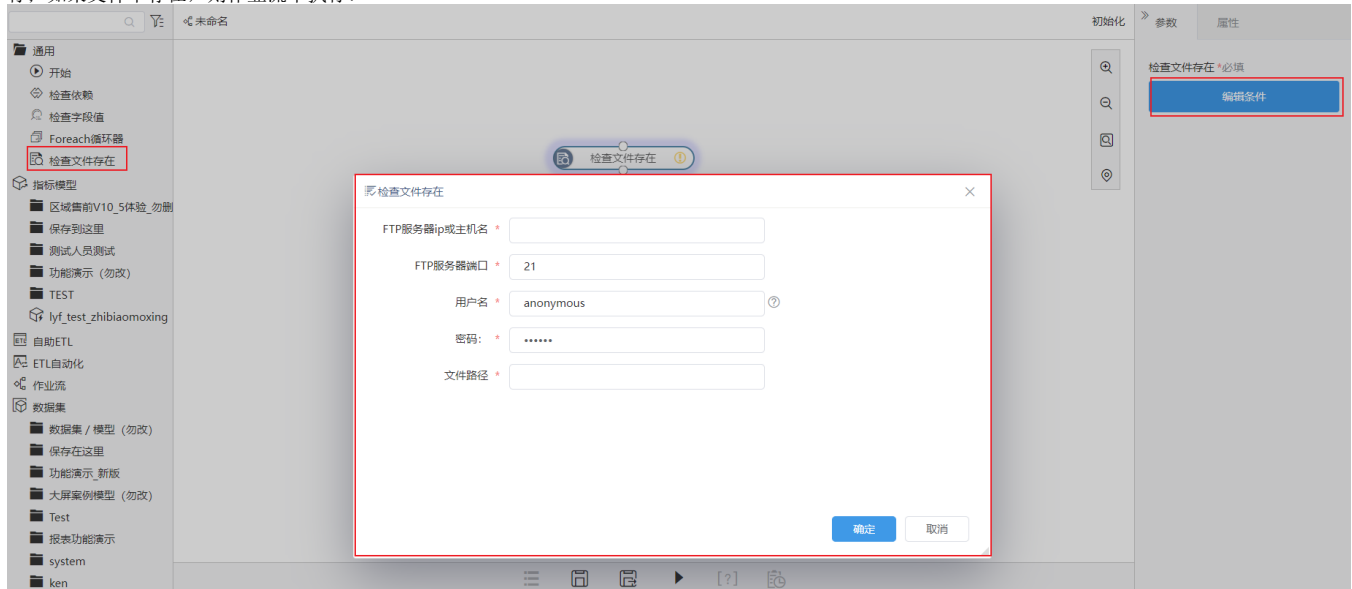 未命名
初始化
参数
属性
通用
开始
检查依赖
检查字段值
Foreach循环器
检查文件存在
指标模型
区域售前V10_5体验_勿删
保存到这里
测试人员测试
功能演示（勿改）
TEST
lyf_test_zhibiaomoxing
自助ETL
ETL自动化
作业流
数据集
数据集 / 模型（勿改）
保存在这里
功能演示_新版
大屏案例模型（勿改）
Test
报表功能演示
system
ken
检查文件存在
检查文件存在
FTP服务器ip或主机名 *
FTP服务器端口 * 21
用户名 * anonymous
密码: * ••••••
文件路径 *
确定 取消
检查文件存在 *必填
编辑条件
[?]